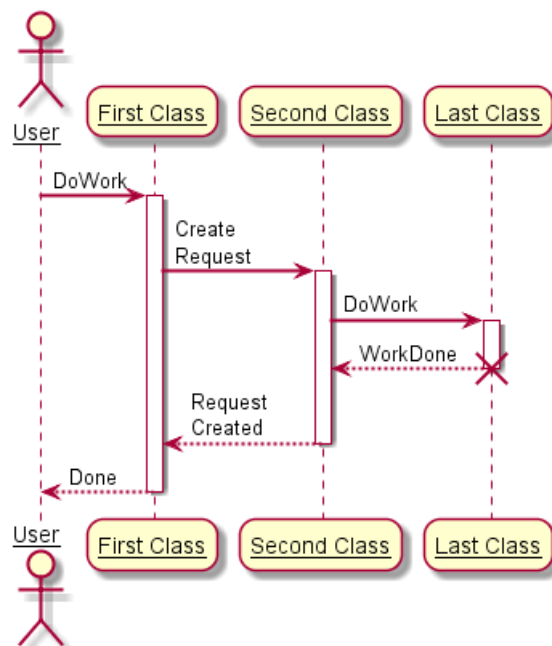 User
First Class
Second Class
Last Class
DoWork
Create
Request
DoWork
WorkDone
Request
Created
Done
User
First Class
Second Class
Last Class